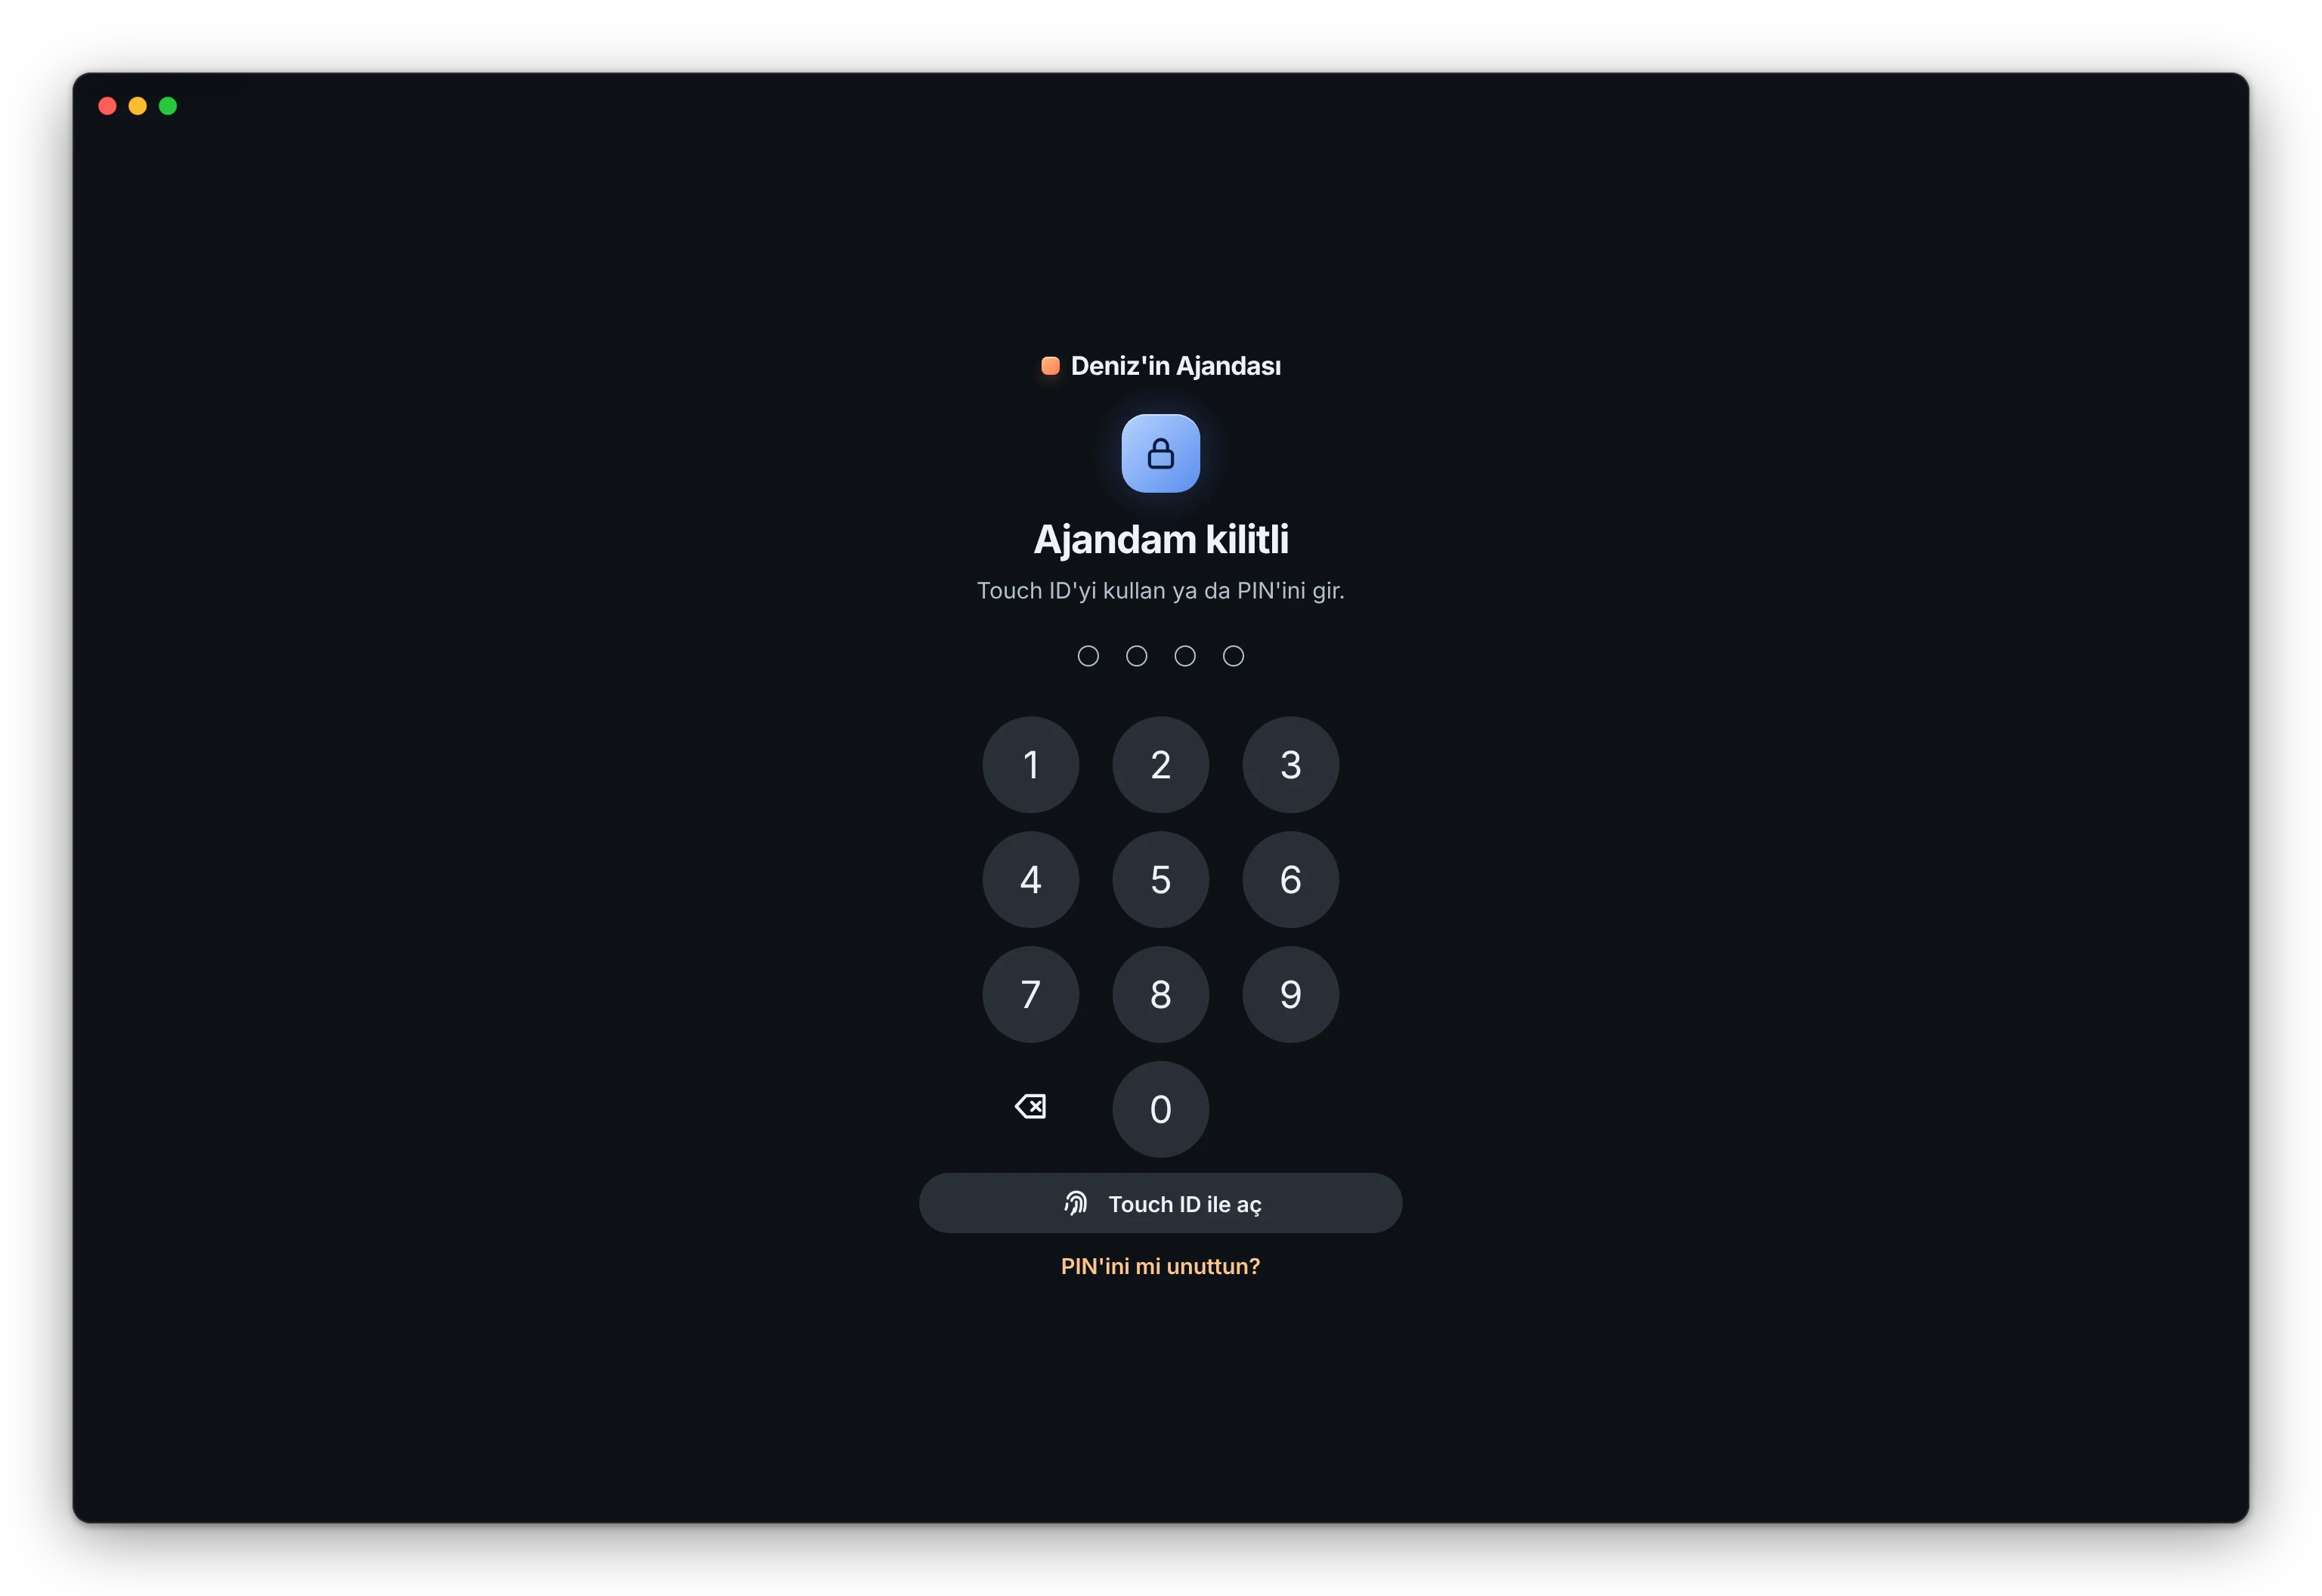 Deniz'in Ajandası
Ajandam kilitli
Touch ID'yi kullan ya da PIN'ini gir.
1 2 3
4 5 6
7 8 9
0
Touch ID ile aç
PIN'ini mi unuttun?